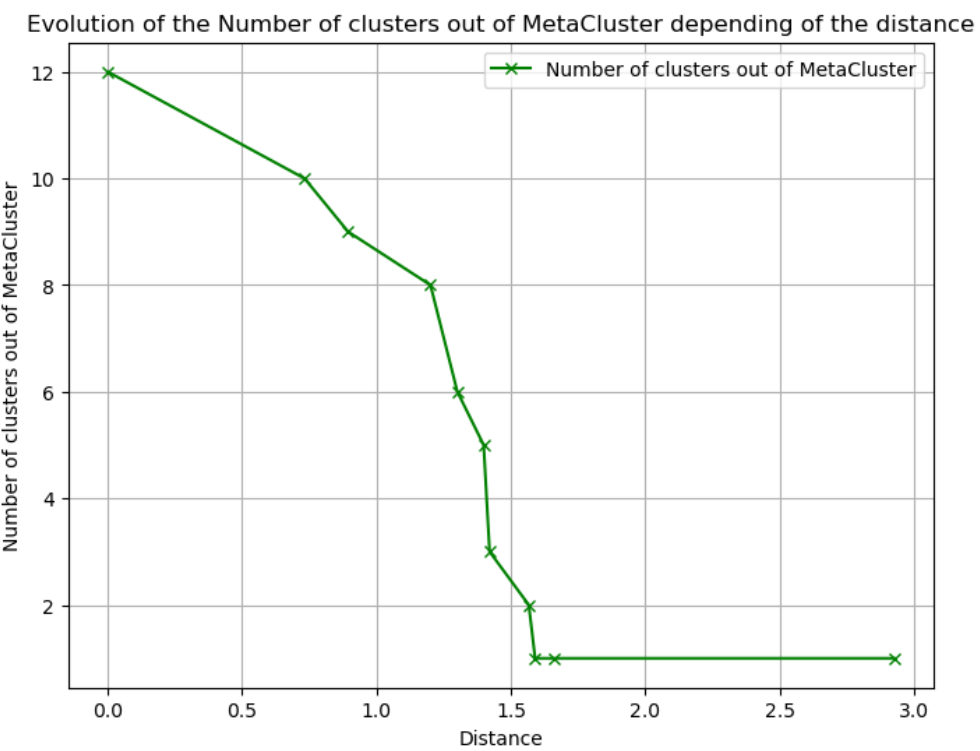 Evolution of the Number of clusters out of MetaCluster depending of the distance
Number of clusters out of MetaCluster
Number of clusters out of MetaCluster
12
10
8
6
4
2
0.0 0.5 1.0 1.5 2.0 2.5 3.0
Distance